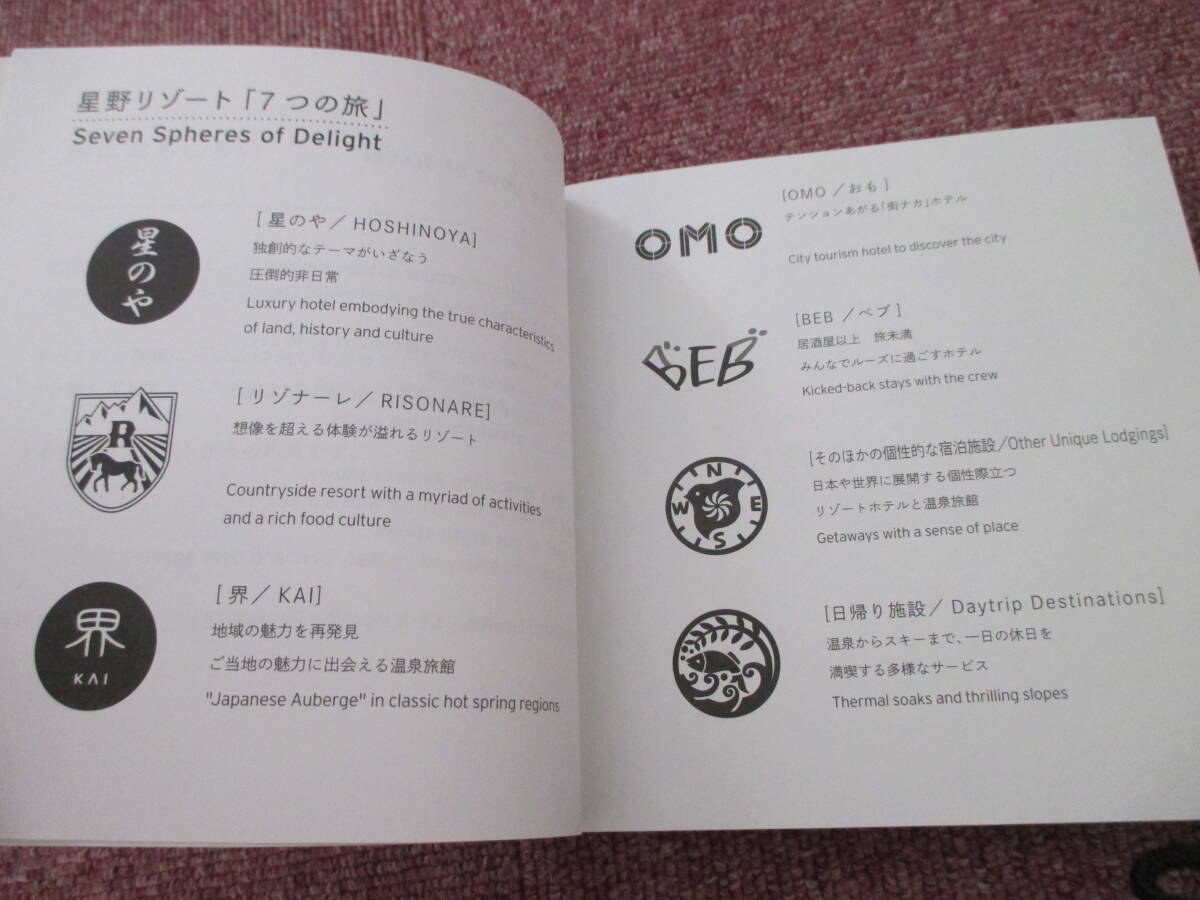 星野リゾート「7つの旅」
Seven Spheres of Delight
星のや
[星のや／HOSHINOYA]
独創的なテーマがいざなう
圧倒的非日常
Luxury hotel embodying the true characteristics
of land, history and culture
R
[リゾナーレ／RISONARE]
想像を超える体験が溢れるリゾート
Countryside resort with a myriad of activities
and a rich food culture
界
KAI
[界／KAI]
地域の魅力を再発見
ご当地の魅力に出会える温泉旅館
"Japanese Auberge" in classic hot spring regions
OMO
[OMO／おも]
テンションあがる「街ナカ」ホテル
City tourism hotel to discover the city
BEB
[BEB／ベブ]
居酒屋以上 旅未満
みんなでルーズに過ごすホテル
Kicked-back stays with the crew
N
W E
S
[そのほかの個性的な宿泊施設／Other Unique Lodgings]
日本や世界に展開する個性際立つ
リゾートホテルと温泉旅館
Getaways with a sense of place
[日帰り施設／Daytrip Destinations]
温泉からスキーまで、一日の休日を
満喫する多様なサービス
Thermal soaks and thrilling slopes